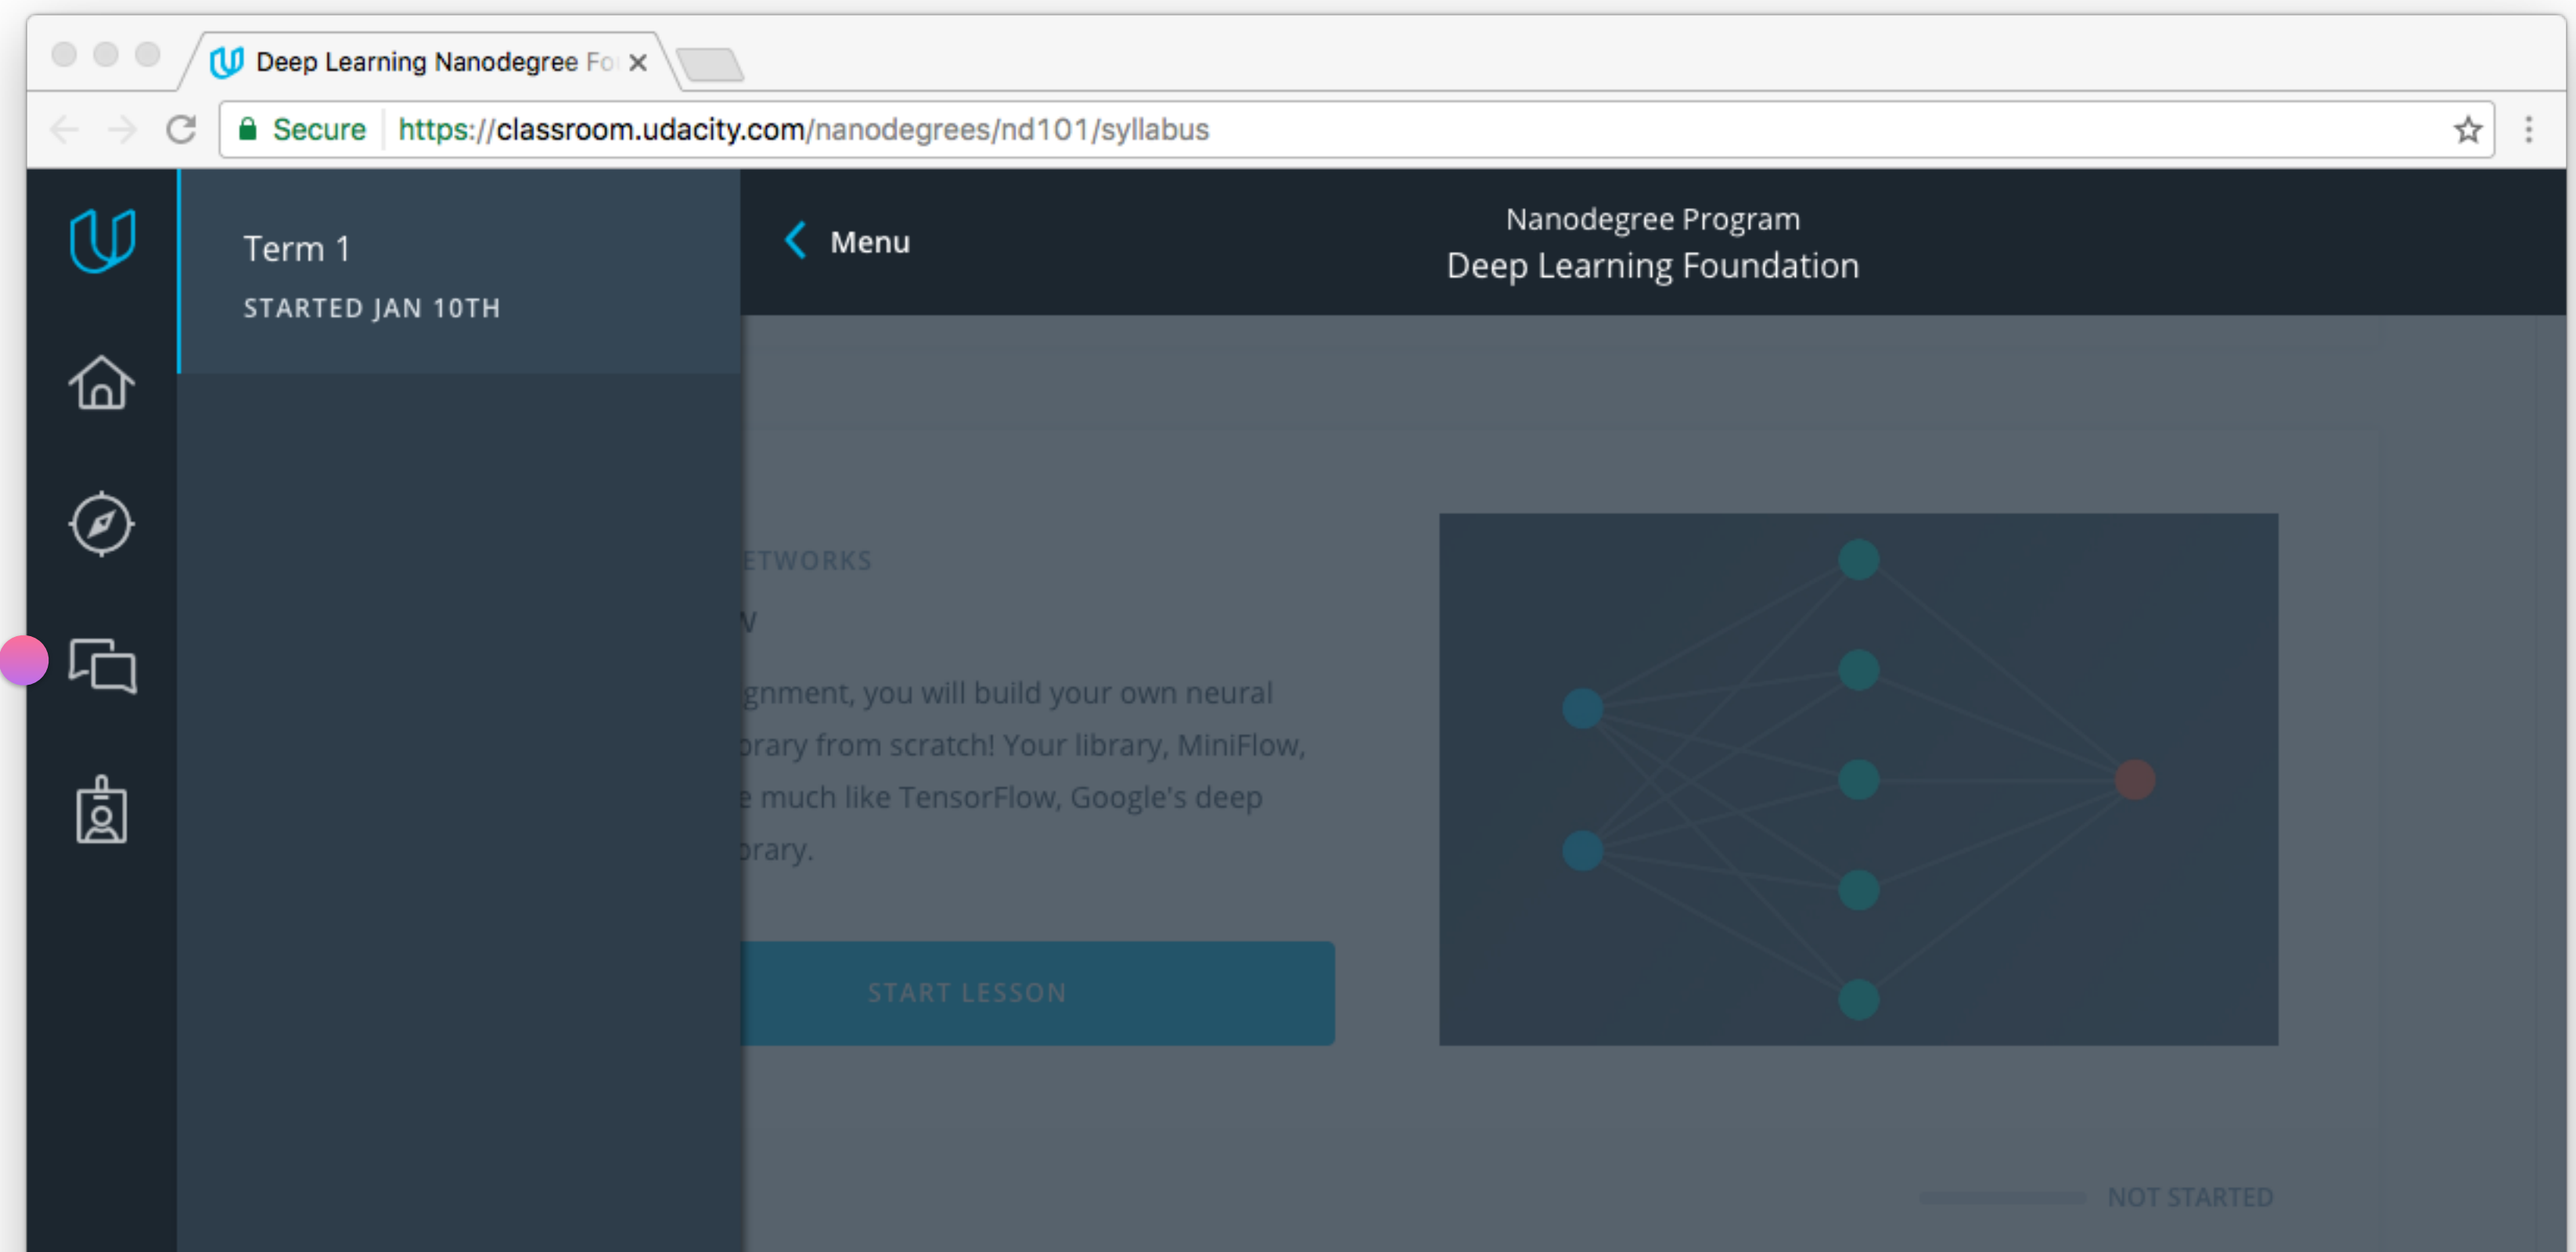 Deep Learning Nanodegree Fo
Secure
https://classroom.udacity.com/nanodegrees/nd101/syllabus
Term 1
STARTED JAN 10TH
Menu
Nanodegree Program
Deep Learning Foundation
ETWORKS
gnment, you will build your own neural
brary from scratch! Your library, MiniFlow,
e much like TensorFlow, Google's deep
brary.
START LESSON
NOT STARTED